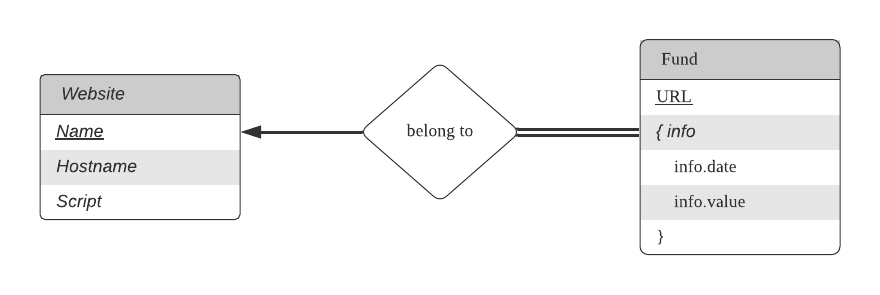 Website
Name
Hostname
Script
belong to
Fund
URL
{ info
info.date
info.value
}